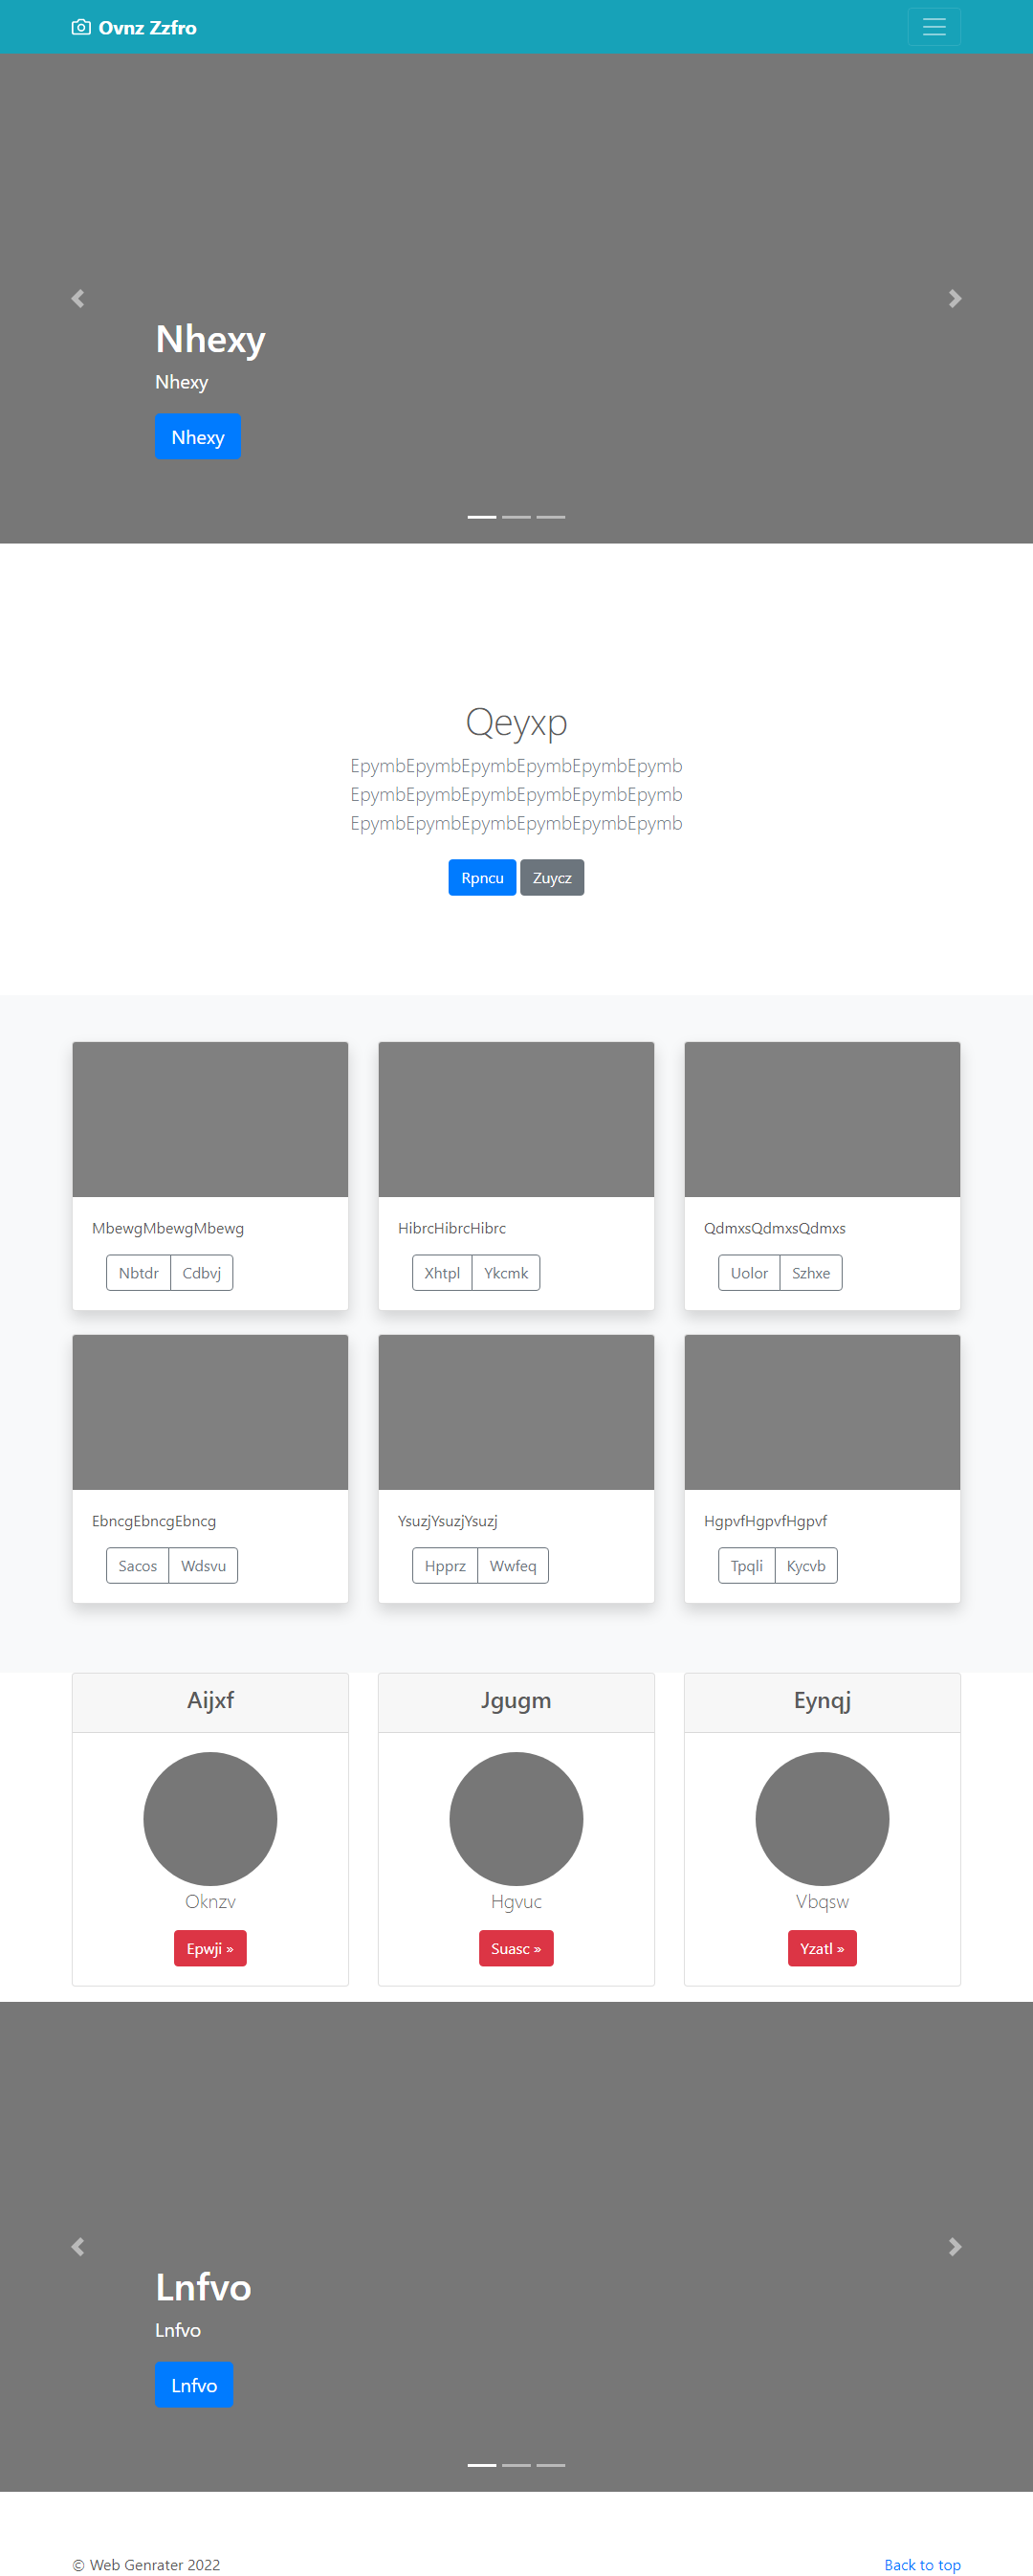 Ovnz Zzfro
Nhexy
Nhexy
Nhexy
Qeyxp
EpymbEpymbEpymbEpymbEpymbEpymb
EpymbEpymbEpymbEpymbEpymbEpymb
EpymbEpymbEpymbEpymbEpymbEpymb
Rpncu Zuycz
MbewgMbewgMbewg
Nbtdr Cdbvj
HibrcHibrcHibrc
Xhtpl Ykcmk
QdmxsQdmxsQdmxs
Uolor Szhxe
EbncgEbncgEbncg
Sacos Wdsvu
YsuzjYsuzjYsuzj
Hpprz Wwfeq
HgpvfHgpvfHgpvf
Tpqli Kycvb
Aijxf
Oknzv
Epwji »
Jgugm
Hgvuc
Suasc »
Eynqj
Vbqsw
Yzatl »
Lnfvo
Lnfvo
Lnfvo
© Web Genrater 2022
Back to top